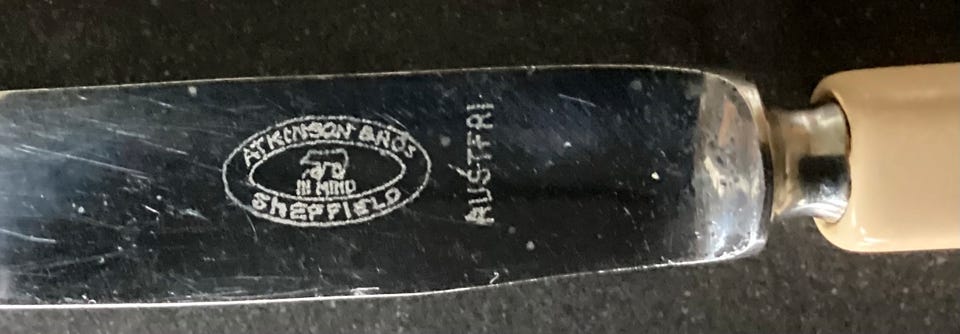 ATKINSON BROS
IN MIND
SHEFFIELD
AUSTFRI